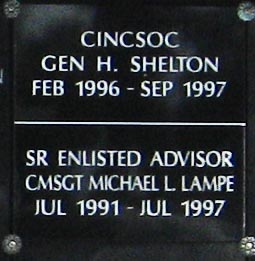 CINCSOC
GEN H. SHELTON
FEB 1996 - SEP 1997
SR ENLISTED ADVISOR
CMSGT MICHAEL L. LAMPE
JUL 1991 - JUL 1997